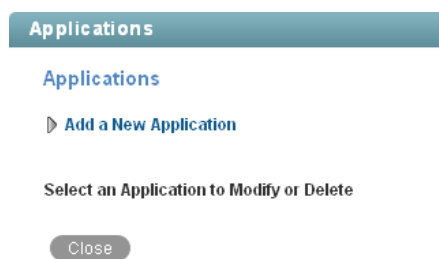 Applications
Applications
Add a New Application
Select an Application to Modify or Delete
Close